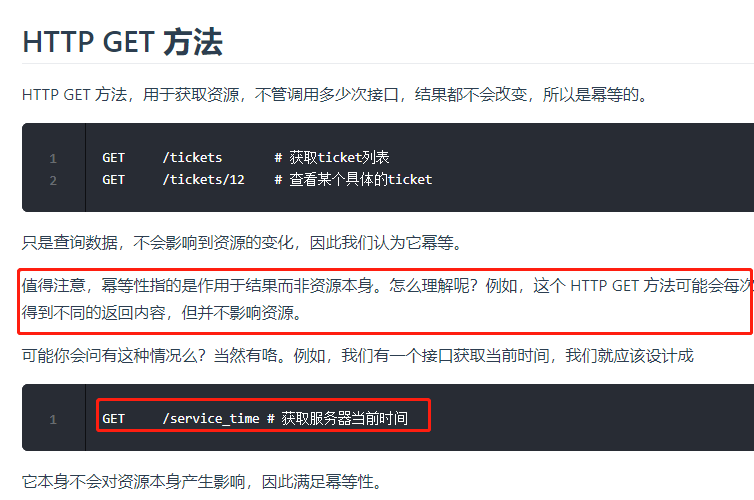 HTTP GET 方法
HTTP GET 方法，用于获取资源，不管调用多少次接口，结果都不会改变，所以是幂等的。
1 GET /tickets # 获取ticket列表
2 GET /tickets/12 # 查看某个具体的ticket
只是查询数据，不会影响到资源的变化，因此我们认为它幂等。
值得注意，幂等性指的是作用于结果而非资源本身。怎么理解呢？例如，这个 HTTP GET 方法可能会每次
得到不同的返回内容，但并不影响资源。
可能你会问有这种情况么？当然有咯。例如，我们有一个接口获取当前时间，我们就应该设计成
1 GET /service_time # 获取服务器当前时间
它本身不会对资源本身产生影响，因此满足幂等性。